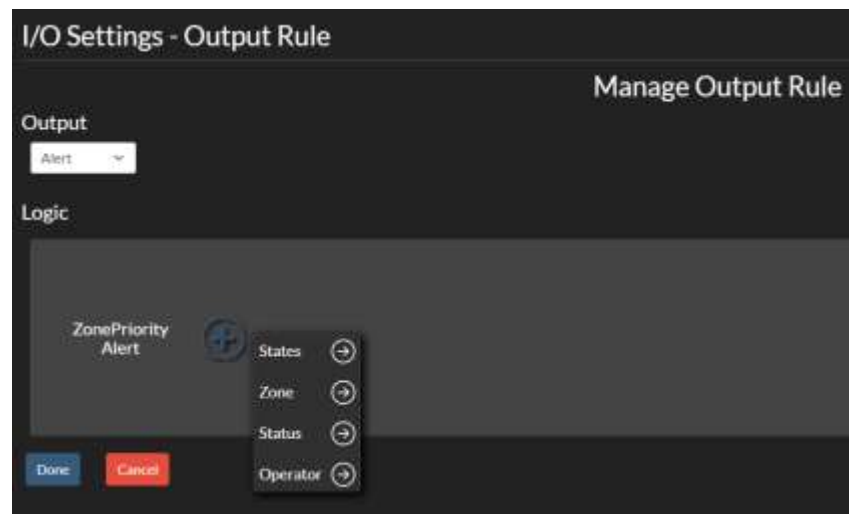 I/O Settings - Output Rule
Manage Output Rule
Output
Alert
Logic
ZonePriority
Alert
States
Zone
Status
Operator
Done
Cancel